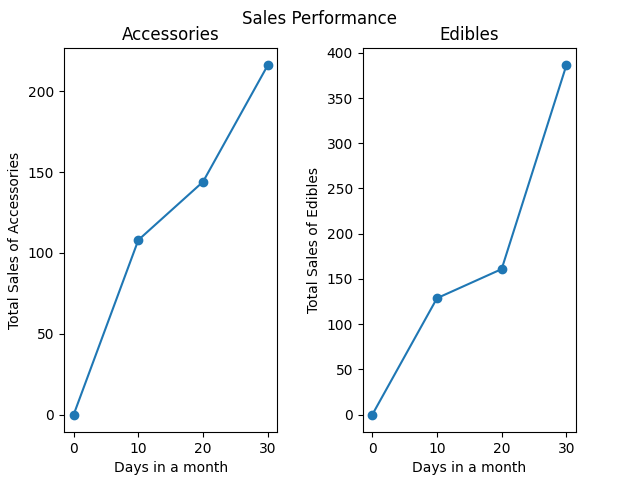 Sales Performance
Accessories
Total Sales of Accessories
200
150
100
50
0
0 10 20 30
Days in a month
Edibles
Total Sales of Edibles
400
350
300
250
200
150
100
50
0
0 10 20 30
Days in a month